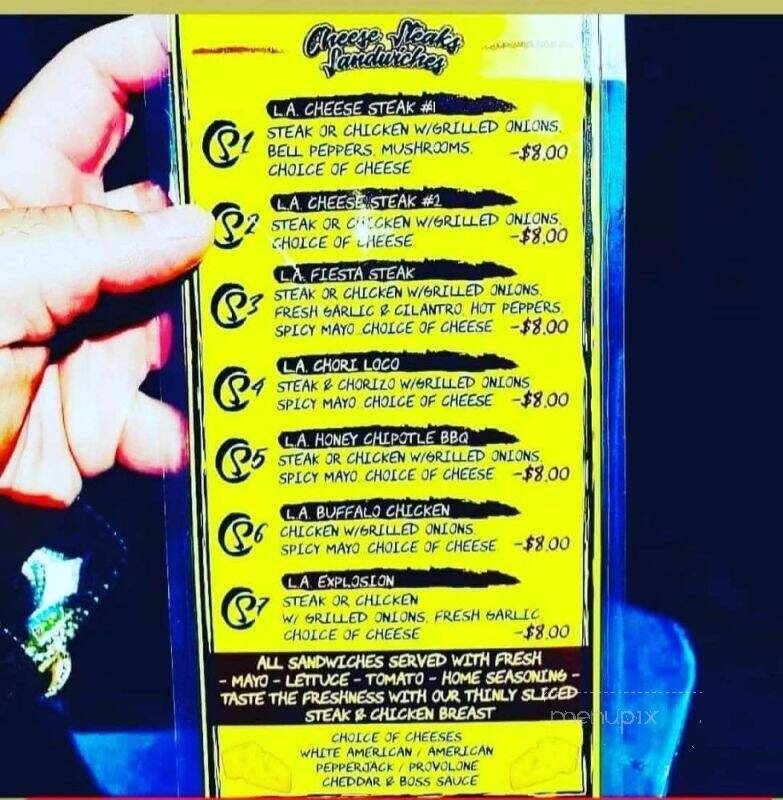 Cheese Steaks
Sandwiches
L.A. CHEESE STEAK #1
S1
STEAK OR CHICKEN W/GRILLED ONIONS,
BELL PEPPERS, MUSHROOMS, -$8.00
CHOICE OF CHEESE
L.A. CHEESE STEAK #2
S2
STEAK OR CHICKEN W/GRILLED ONIONS,
CHOICE OF CHEESE -$8.00
L.A. FIESTA STEAK
S3
STEAK OR CHICKEN W/GRILLED ONIONS,
FRESH GARLIC & CILANTRO, HOT PEPPERS,
SPICY MAYO CHOICE OF CHEESE -$8.00
L.A. CHORI LOCO
S4
STEAK & CHORIZO W/GRILLED ONIONS
SPICY MAYO CHOICE OF CHEESE -$8.00
L.A. HONEY CHIPOTLE BBQ
S5
STEAK OR CHICKEN W/GRILLED ONIONS,
SPICY MAYO CHOICE OF CHEESE -$8.00
L.A. BUFFALO CHICKEN
S6
CHICKEN W/GRILLED ONIONS
SPICY MAYO CHOICE OF CHEESE -$8.00
L.A. EXPLOSION
S7
STEAK OR CHICKEN
W/ GRILLED ONIONS, FRESH GARLIC
CHOICE OF CHEESE -$8.00
ALL SANDWICHES SERVED WITH FRESH
- MAYO - LETTUCE - TOMATO - HOME SEASONING -
TASTE THE FRESHNESS WITH OUR THINLY SLICED
STEAK & CHICKEN BREAST
menupix
CHOICE OF CHEESES
WHITE AMERICAN / AMERICAN
PEPPERJACK / PROVOLONE
CHEDDAR & BOSS SAUCE